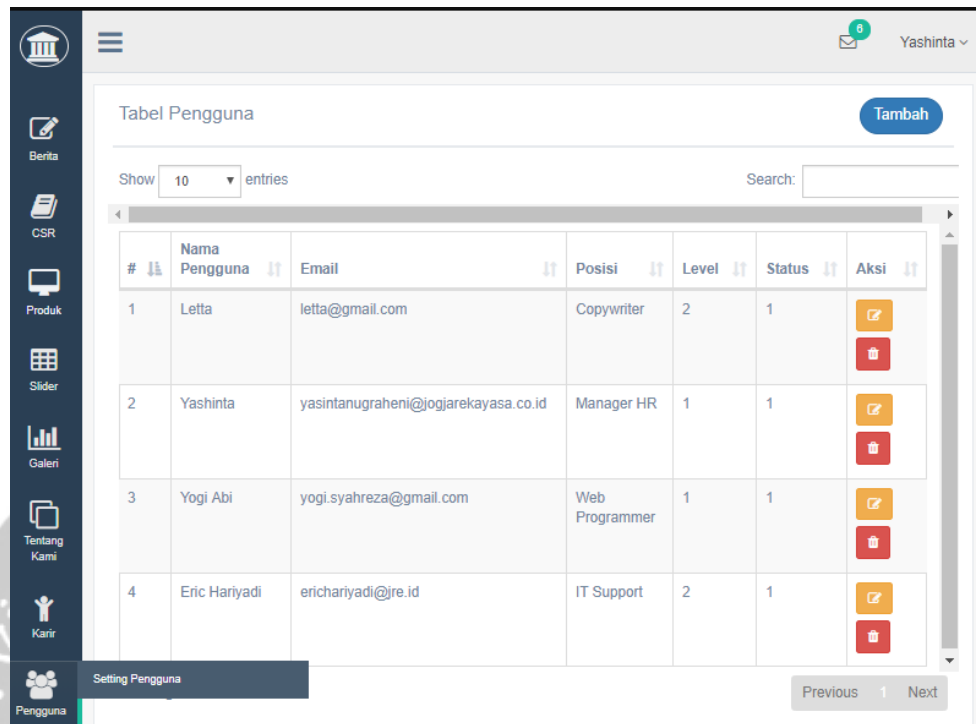 6
Yashinta
Berita
CSR
Produk
Slider
Galeri
Tentang
Kami
Karir
Pengguna
Setting Pengguna
Tabel Pengguna
Tambah
Show 10 entries
Search:
# Nama Pengguna Email Posisi Level Status Aksi
1 Letta letta@gmail.com Copywriter 2 1
2 Yashinta yasintanugraheni@jogjarekayasa.co.id Manager HR 1 1
3 Yogi Abi yogi.syahreza@gmail.com Web Programmer 1 1
4 Eric Hariyadi erichariyadi@jre.id IT Support 2 1
Previous 1 Next